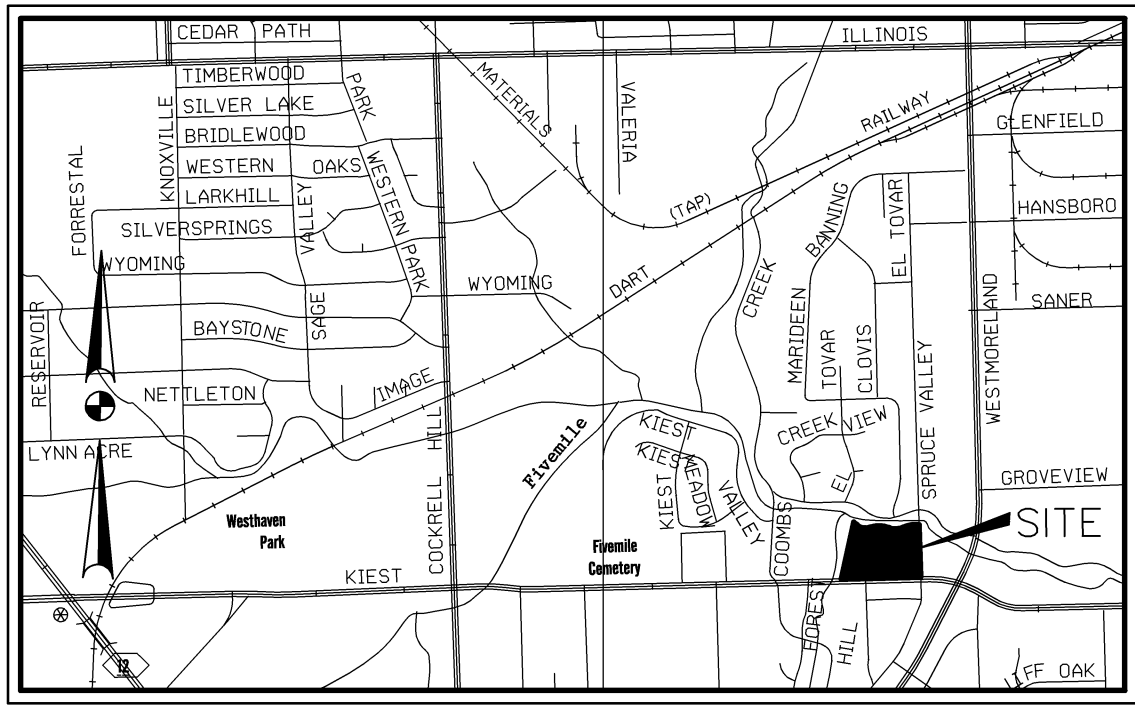 CEDAR PATH
ILLINOIS
TIMBERWOOD
SILVER LAKE
BRIDLEWOOD
WESTERN OAKS
LARKHILL
SILVERSPRINGS
WYOMING
KNOXVILLE
FORRESTAL
PARK
WESTERN PARK
VALLEY
SAGE
MATERIALS
VALERIA
RAILWAY
(TAP)
DART
GLENFIELD
HANSBORO
SANER
WYOMING
RESERVOIR
BAYSTONE
NETTLETON
IMAGE
LYNN ACRE
CREEK
BANNING
EL TOVAR
MARIDEEN
TOVAR
CLOVIS
SPRUCE VALLEY
WESTMORELAND
CREEK VIEW
EL
GROVEVIEW
Fivemile
KIEST
KIEST
MEADOW
KIEST
VALLEY
COOMBS
COCKRELL HILL
Westhaven
Park
Fivemile
Cemetery
KIEST
SITE
FOREST
HILL
12
IFF OAK